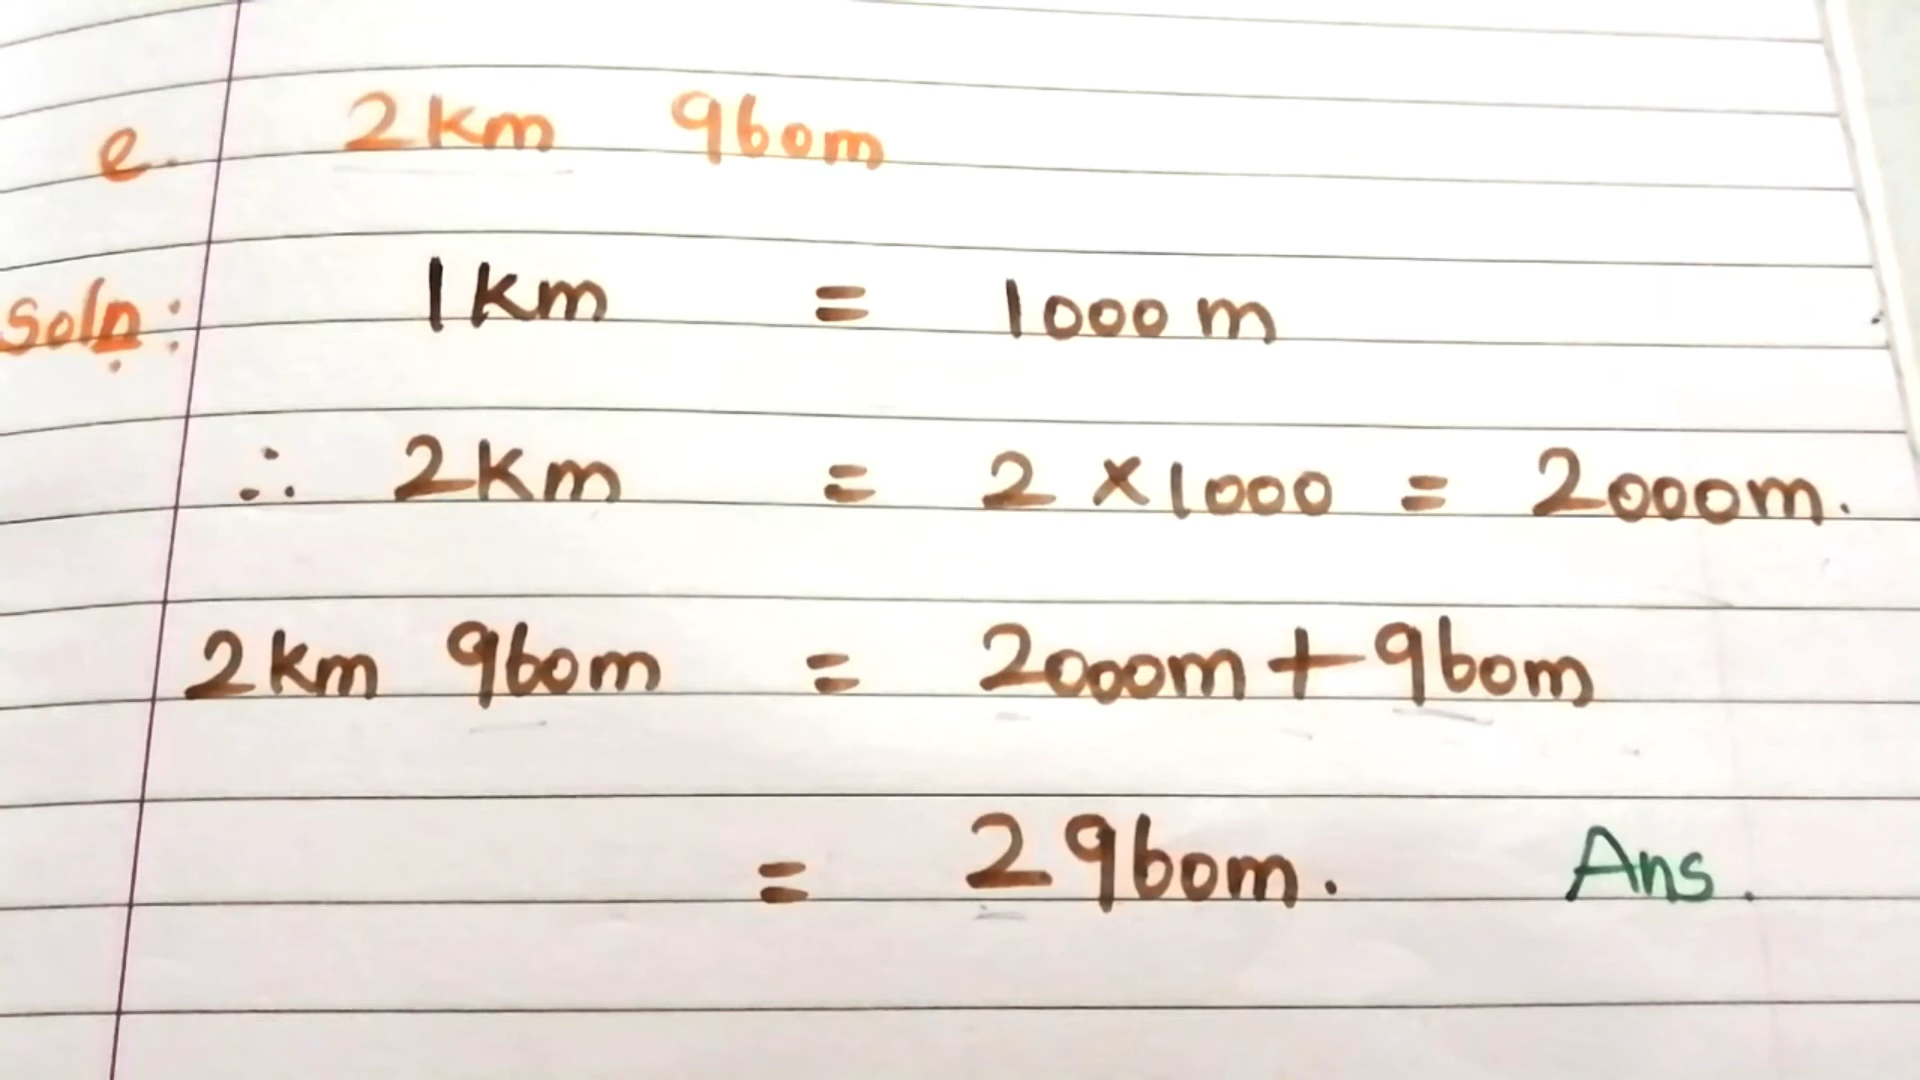 e. 2km 960m
Soln: 1km = 1000m
∴ 2km = 2 × 1000 = 2000m.
2km 960m = 2000m + 960m
= 2960m. Ans.